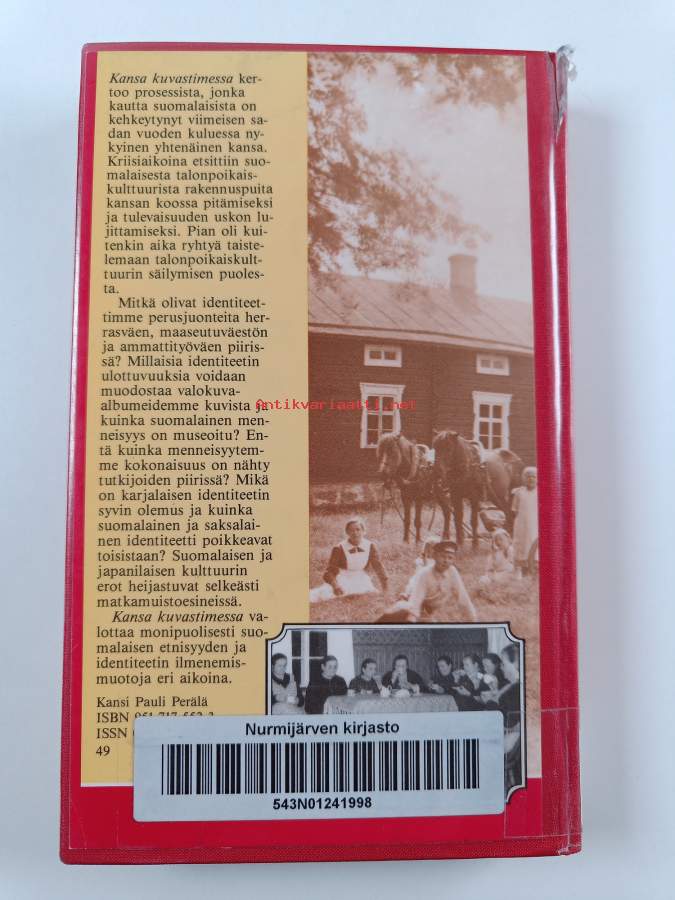 Kansa kuvastimessa ker-
too prosessista, jonka
kautta suomalaisista on
kehkeytynyt viimeisen sa-
dan vuoden kuluessa ny-
kyinen yhtenäinen kansa.
Kriisiaikoina etsittiin suo-
malaisesta talonpoikais-
kulttuurista rakennuspuita
kansan koossa pitämiseksi
ja tulevaisuuden uskon lu-
jittamiseksi. Pian oli kui-
tenkin aika ryhtyä taiste-
lemaan talonpoikaiskult-
tuurin säilymisen puoles-
ta.
Mitkä olivat identiteet-
timme perusjuonteita her-
rasväen, maaseutuväestön
ja ammattityöväen piiris-
sä? Millaisia identiteetin
ulottuvuuksia voidaan
muodostaa valokuva-
albumeidemme kuvista ja
kuinka suomalainen men-
neisyys on museoitu? En-
tä kuinka menneisyytem-
me kokonaisuus on nähty
tutkijoiden piirissä? Mikä
on karjalaisen identiteetin
syvin olemus ja kuinka
suomalainen ja saksalai-
nen identiteetti poikkeavat
toisistaan? Suomalaisen ja
japanilaisen kulttuurin
erot heijastuvat selkeästi
matkamuistoesineissä.
Kansa kuvastimessa va-
lottaa monipuolisesti suo-
malaisen etnisyyden ja
identiteetin ilmenemis-
muotoja eri aikoina.
Kansi Pauli Perälä
ISBN
ISSN
49
Antikvariaatti.net
Nurmijärven kirjasto
543N01241998